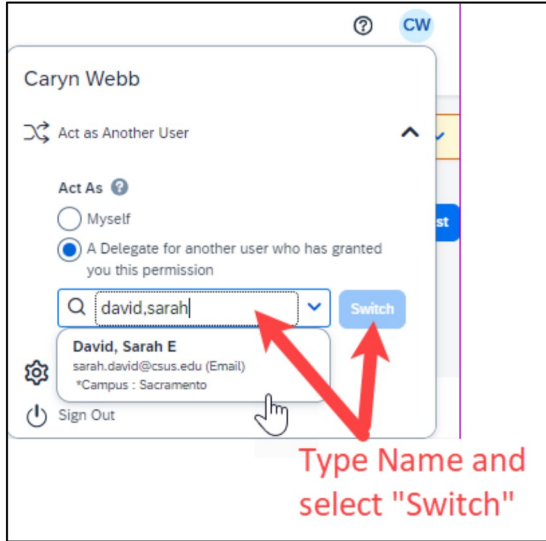 CW
Caryn Webb
Act as Another User
Act As ?
Myself
A Delegate for another user who has granted
you this permission
david,sarah
Switch
David, Sarah E
sarah.david@csus.edu (Email)
*Campus : Sacramento
Sign Out
Type Name and
select "Switch"
st